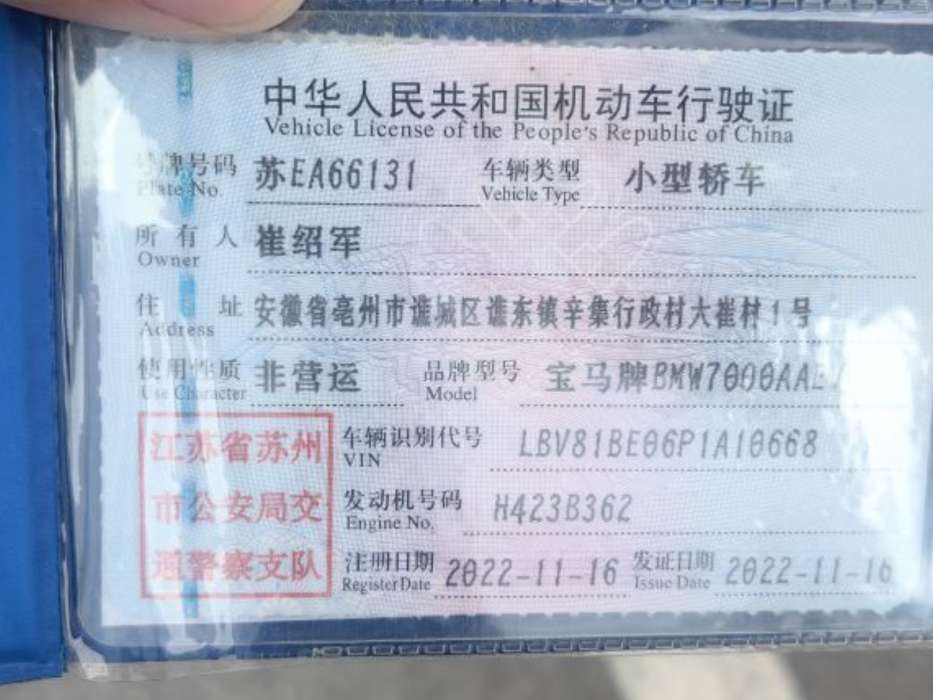 中华人民共和国机动车行驶证
Vehicle License of the People's Republic of China
号牌号码 苏EA66131 车辆类型 小型轿车
Plate No. Vehicle Type
所有人 崔绍军
Owner
住址 安徽省亳州市谯城区谯东镇辛集行政村大崔村1号
Address
使用性质 非营运 品牌型号 宝马牌BMW7000AAEV
Use Character Model
江苏省苏州 车辆识别代号 LBV81BE06P1A10668
VIN
市公安局交 发动机号码 H423B362
Engine No.
通警察支队 注册日期 2022-11-16 发证日期 2022-11-16
Register Date Issue Date